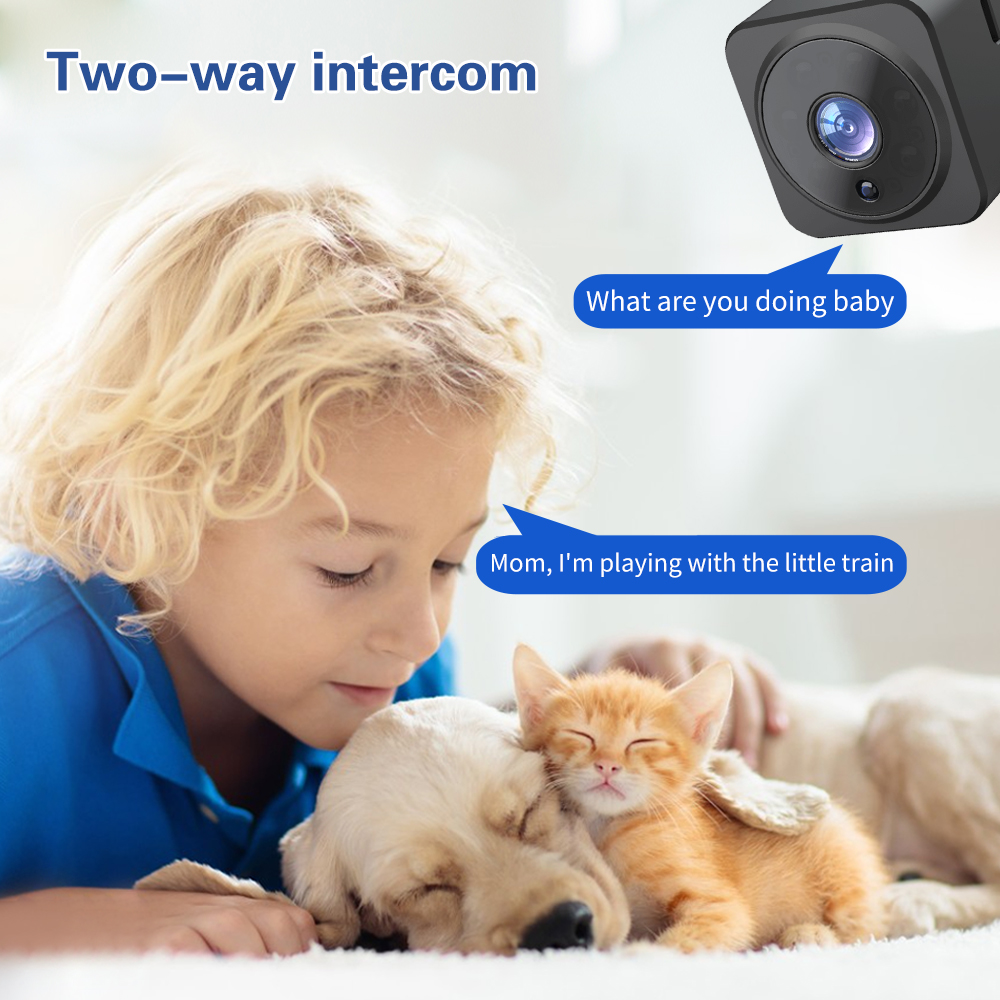 Two-way intercom
What are you doing baby
Mom, I'm playing with the little train